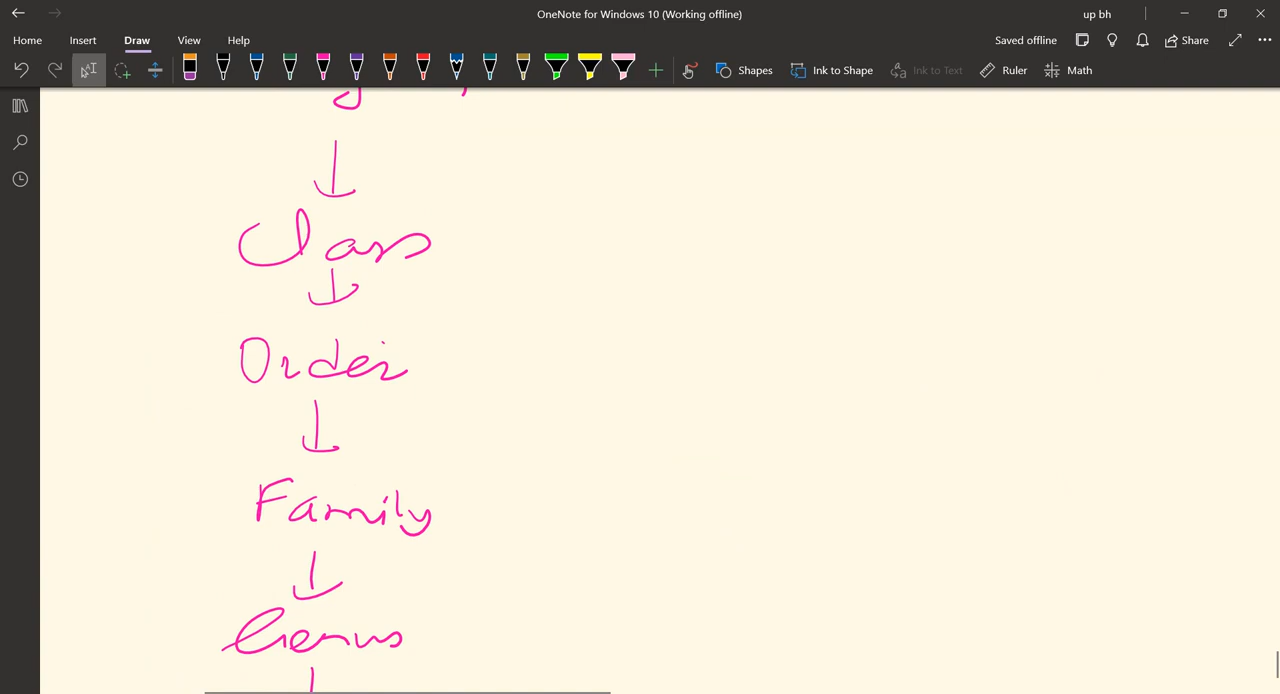 OneNote for Windows 10 (Working offline)
up bh
Home Insert Draw View Help
Saved offline
Share
Shapes
Ink to Shape
Ink to Text
Ruler
Math
Class
Order
Family
Genus